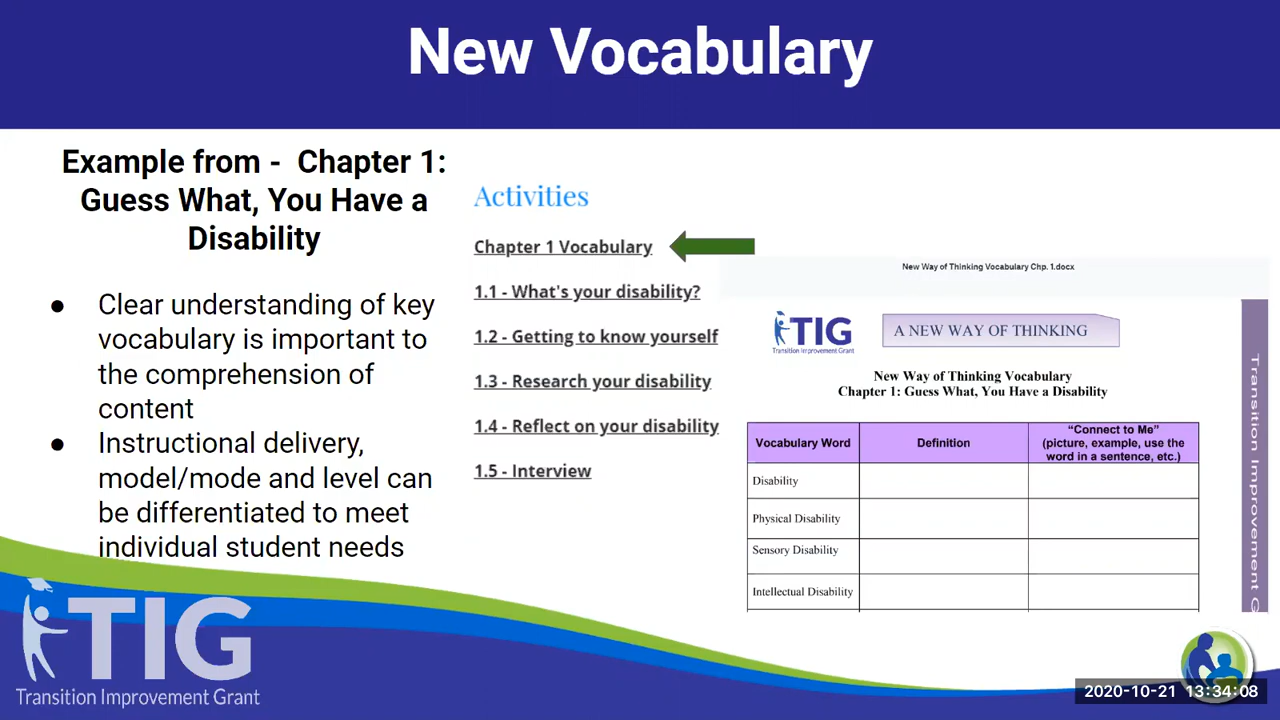 New Vocabulary
Example from - Chapter 1:
Guess What, You Have a
Disability
● Clear understanding of key
vocabulary is important to
the comprehension of
content
● Instructional delivery,
model/mode and level can
be differentiated to meet
individual student needs
Activities
Chapter 1 Vocabulary
1.1 - What's your disability?
1.2 - Getting to know yourself
1.3 - Research your disability
1.4 - Reflect on your disability
1.5 - Interview
New Way of Thinking Vocabulary Chp. 1.docx
TIG
Transition Improvement Grant
A NEW WAY OF THINKING
New Way of Thinking Vocabulary
Chapter 1: Guess What, You Have a Disability
Vocabulary Word
Definition
“Connect to Me”
(picture, example, use the
word in a sentence, etc.)
Disability
Physical Disability
Sensory Disability
Intellectual Disability
Transition Improvement G
TIG
Transition Improvement Grant
2020-10-21 13:34:08